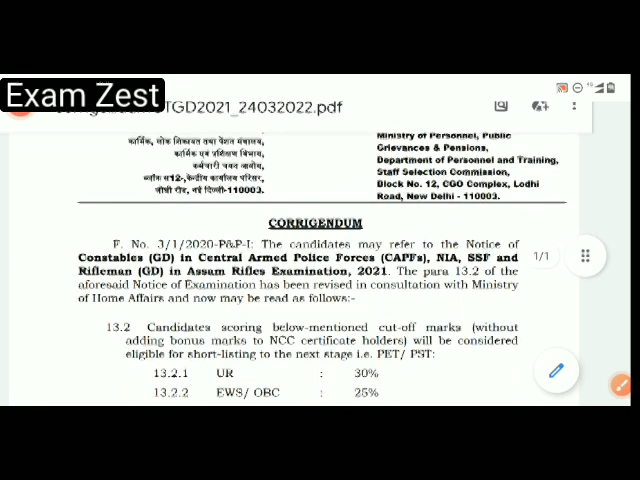 Exam Zest
TGD2021_24032022.pdf
कार्मिक, लोक शिकायत तथा पेंशन मंत्रालय,
कार्मिक एवं प्रशिक्षण विभाग,
कर्मचारी चयन आयोग,
ब्लॉक सं12-,केन्द्रीय कार्यालय परिसर,
लोधी रोड, नई दिल्ली-110003.
Ministry of Personnel, Public
Grievances & Pensions,
Department of Personnel and Training,
Staff Selection Commission,
Block No. 12, CGO Complex, Lodhi
Road, New Delhi - 110003.
CORRIGENDUM
F. No. 3/1/2020-P&P-I: The candidates may refer to the Notice of
Constables (GD) in Central Armed Police Forces (CAPFs), NIA, SSF and
Rifleman (GD) in Assam Rifles Examination, 2021. The para 13.2 of the
aforesaid Notice of Examination has been revised in consultation with Ministry
of Home Affairs and now may be read as follows:-
1/1
13.2 Candidates scoring below-mentioned cut-off marks (without
adding bonus marks to NCC certificate holders) will be considered
eligible for short-listing to the next stage i.e. PET/ PST:
13.2.1 UR : 30%
13.2.2 EWS/ OBC : 25%